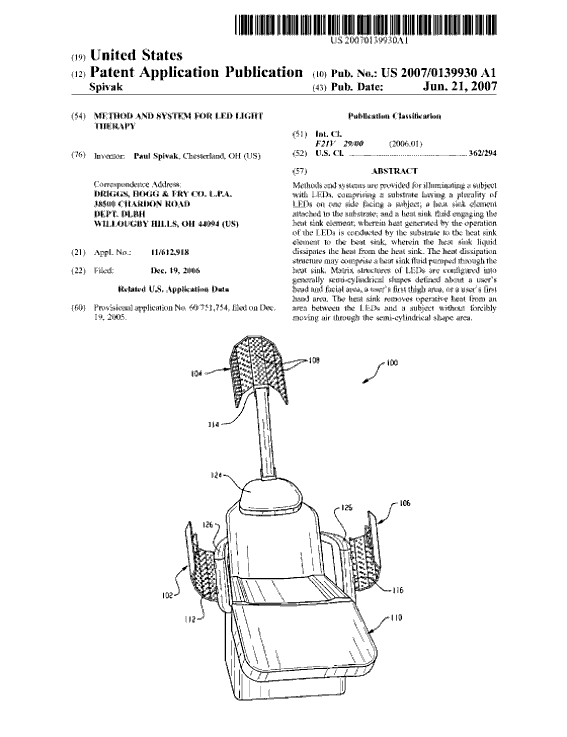 US 20070139930A1
(19) United States
(12) Patent Application Publication (10) Pub. No.: US 2007/0139930 A1
Spivak (43) Pub. Date: Jun. 21, 2007
(54) METHOD AND SYSTEM FOR LED LIGHT
THERAPY
(76) Inventor: Paul Spivak, Chesterland, OH (US)
Correspondence Address:
DRIGGS, HOGG & FRY CO. L.P.A.
38500 CHARDON ROAD
DEPT. DLBH
WILLOUGBY HILLS, OH 44094 (US)
(21) Appl. No.: 11/612,918
(22) Filed: Dec. 19, 2006
Related U.S. Application Data
(60) Provisional application No. 60/751,754, filed on Dec.
19, 2005.
Publication Classification
(51) Int. Cl.
F21V 29/00 (2006.01)
(52) U.S. Cl. .................................................. 362/294
(57) ABSTRACT
Methods and systems are provided for illuminating a subject
with LEDs, comprising a substrate having a plurality of
LEDs on one side facing a subject; a heat sink element
attached to the substrate; and a heat sink fluid engaging the
heat sink element; wherein heat generated by the operation
of the LEDs is conducted by the substrate to the heat sink
element to the heat sink, wherein the heat sink liquid
dissipates the heat from the heat sink. The heat dissipation
structure may comprise a heat sink fluid pumped through the
heat sink. Matrix structures of LEDs are configured into
generally semi-cylindrical shapes defined about a user's
head and facial area, a user's first thigh area, or a user's first
hand area. The heat sink removes operative heat from an
area between the LEDs and a subject without forcibly
moving air through the semi-cylindrical shape area.
104
108
100
114
124
126
126
106
102
112
116
110